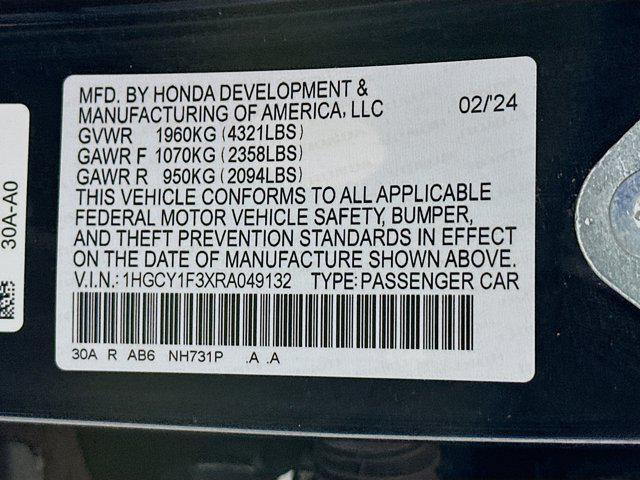 MFD. BY HONDA DEVELOPMENT &
MANUFACTURING OF AMERICA, LLC 02/'24
GVWR 1960KG (4321LBS)
GAWR F 1070KG (2358LBS)
GAWR R 950KG (2094LBS)
THIS VEHICLE CONFORMS TO ALL APPLICABLE
FEDERAL MOTOR VEHICLE SAFETY, BUMPER,
AND THEFT PREVENTION STANDARDS IN EFFECT
ON THE DATE OF MANUFACTURE SHOWN ABOVE.
V.I.N.: 1HGCY1F3XRA049132 TYPE: PASSENGER CAR
30A R AB6 NH731P .A .A
30A-A0